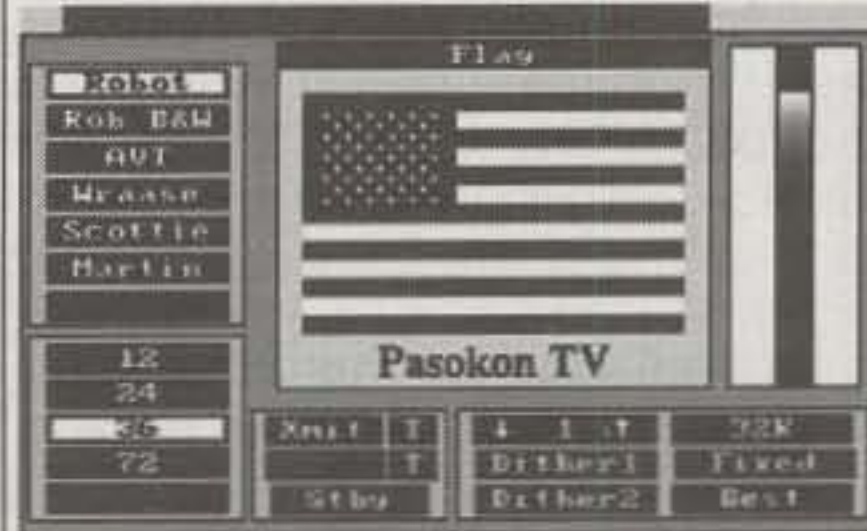 Flag
Robot
Rob B&W
AVT
Wraase
Scottie
Martin
Pasokon TV
12
24
36
72
Xmit T
T
Stby
↓ 1 ↑
Dither1
Dither2
32K
Fixed
Best